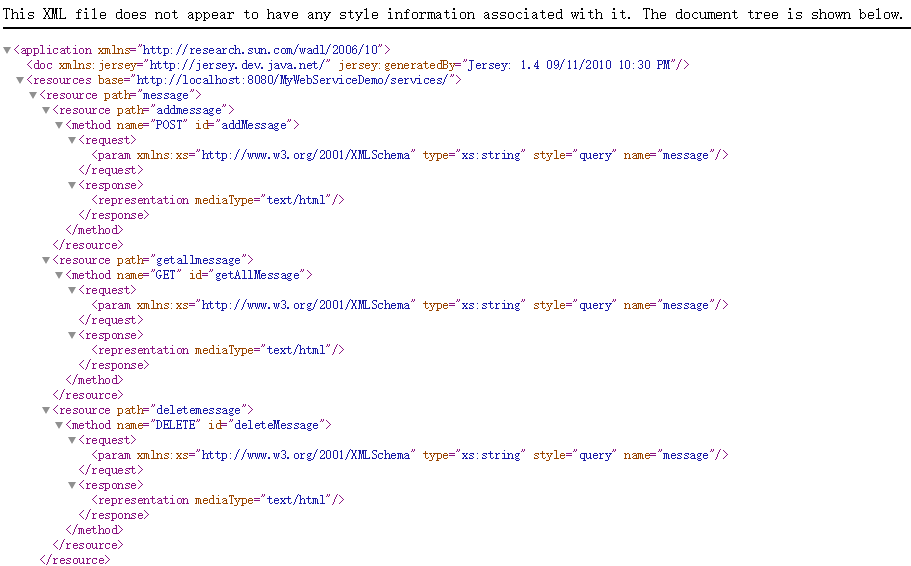 This XML file does not appear to have any style information associated with it. The document tree is shown below.
<application xmlns="http://research.sun.com/wadl/2006/10">
<doc xmlns:jersey="http://jersey.dev.java.net/" jersey:generatedBy="Jersey: 1.4 09/11/2010 10:30 PM"/>
<resources base="http://localhost:8080/MyWebServiceDemo/services/">
<resource path="message">
<resource path="addmessage">
<method name="POST" id="addMessage">
<request>
<param xmlns:xs="http://www.w3.org/2001/XMLSchema" type="xs:string" style="query" name="message"/>
</request>
<response>
<representation mediaType="text/html"/>
</response>
</method>
</resource>
<resource path="getallmessage">
<method name="GET" id="getAllMessage">
<request>
<param xmlns:xs="http://www.w3.org/2001/XMLSchema" type="xs:string" style="query" name="message"/>
</request>
<response>
<representation mediaType="text/html"/>
</response>
</method>
</resource>
<resource path="deletemessage">
<method name="DELETE" id="deleteMessage">
<request>
<param xmlns:xs="http://www.w3.org/2001/XMLSchema" type="xs:string" style="query" name="message"/>
</request>
<response>
<representation mediaType="text/html"/>
</response>
</method>
</resource>
</resource>